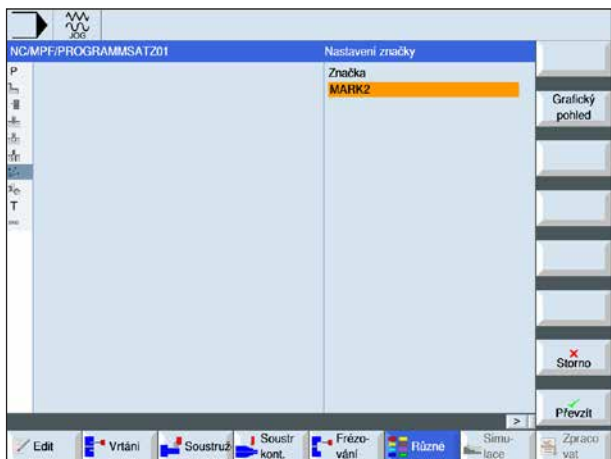 JOG
NC/MPF/PROGRAMMSATZ01
Nastavení značky
P
Značka
MARK2
T
Grafický
pohled
Storno
Převzít
>
Edit
Vrtání
Soustruž
Soustr
kont.
Frézo-
vání
Různé
Simu-
lace
Zpraco
vat